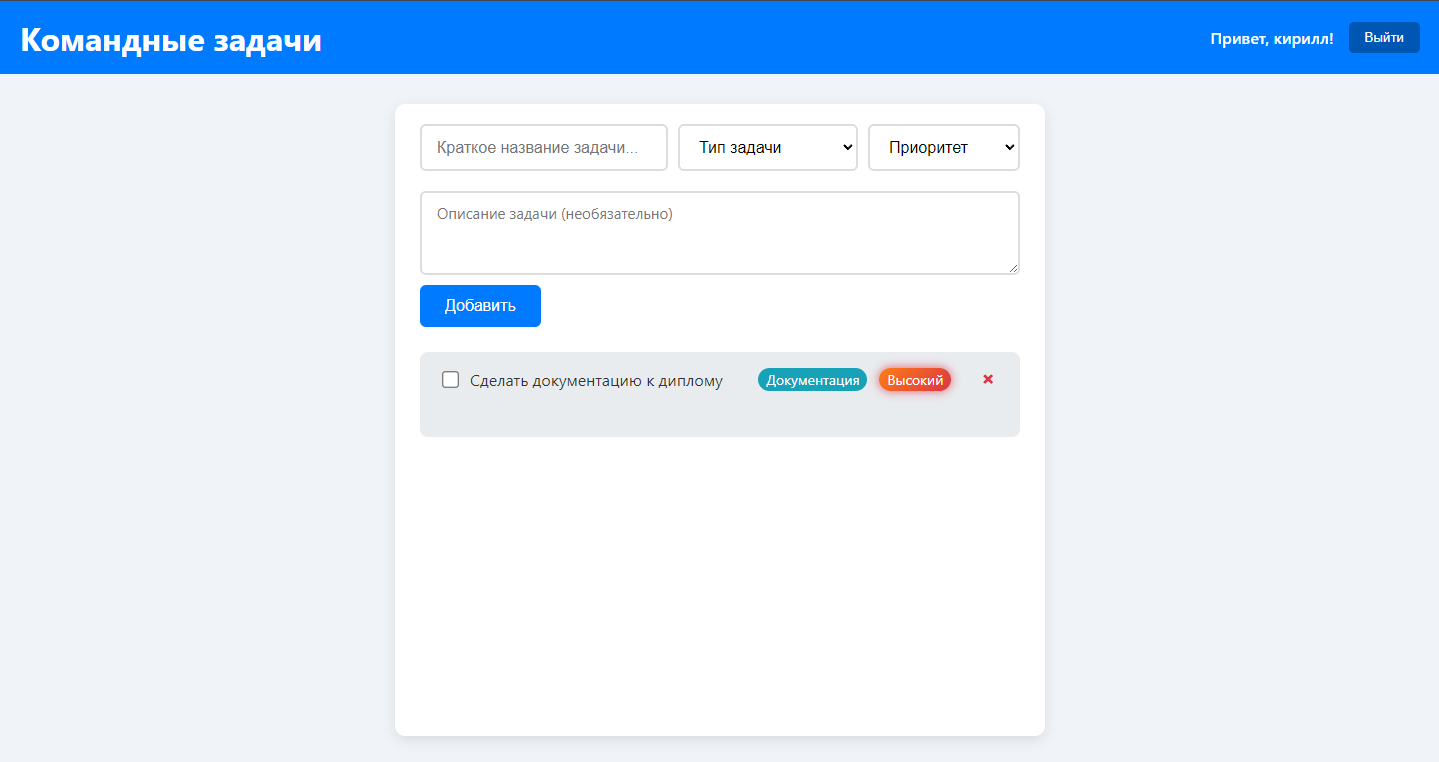 Командные задачи
Привет, кирилл! Выйти
Краткое название задачи... Тип задачи Приоритет
Описание задачи (необязательно)
Добавить
Сделать документацию к диплому Документация Высокий ×